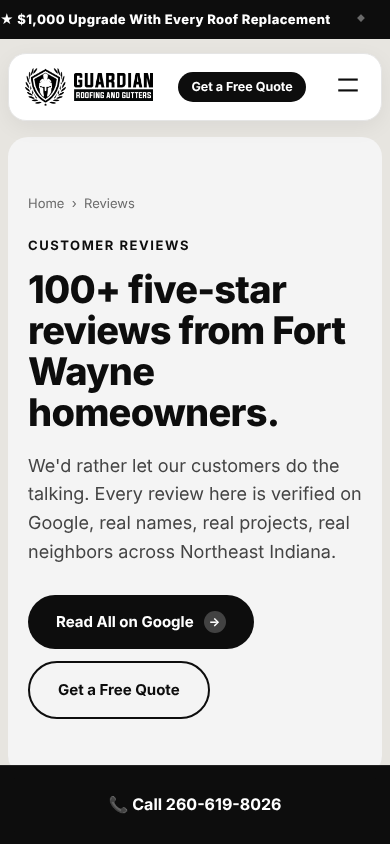 ★ $1,000 Upgrade With Every Roof Replacement ◆
GUARDIAN
ROOFING AND GUTTERS
Get a Free Quote
Home › Reviews
CUSTOMER REVIEWS
100+ five-star
reviews from Fort
Wayne
homeowners.
We'd rather let our customers do the
talking. Every review here is verified on
Google, real names, real projects, real
neighbors across Northeast Indiana.
Read All on Google →
Get a Free Quote
📞 Call 260-619-8026